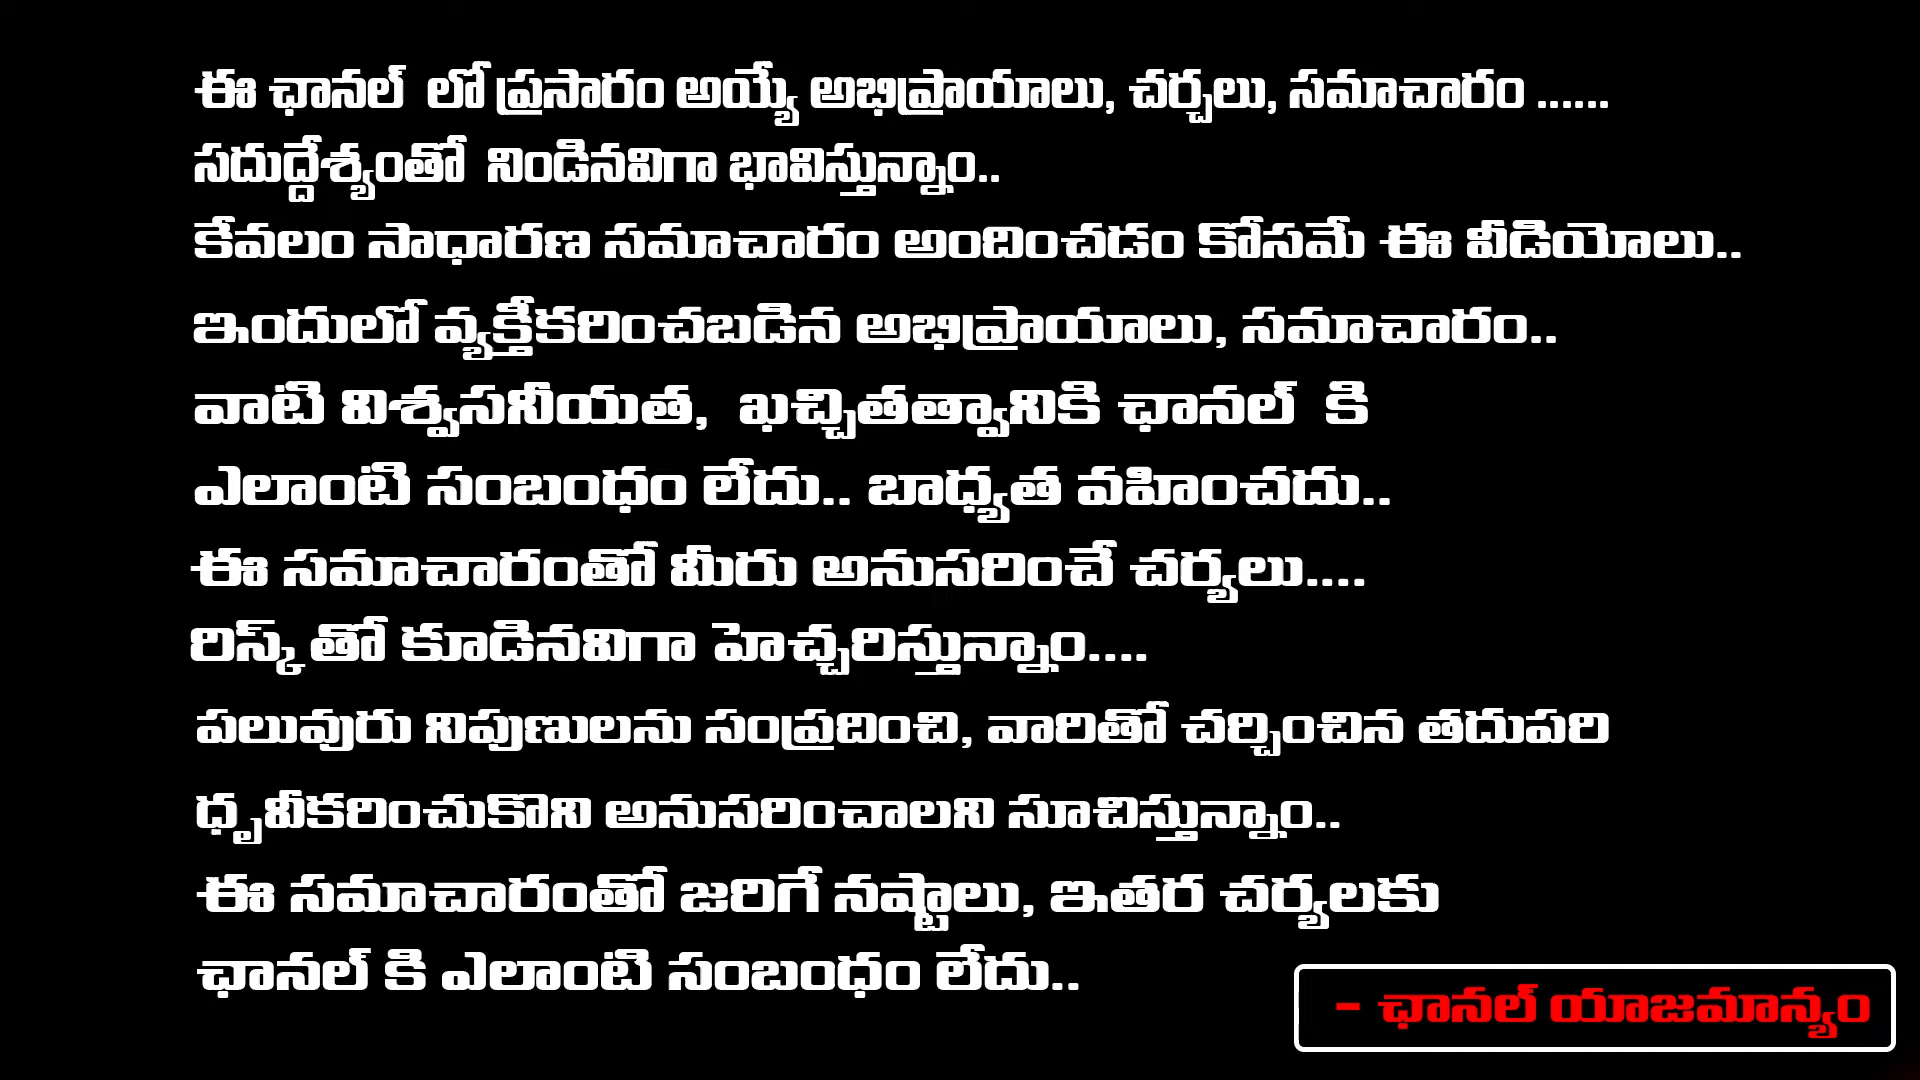 ఈ ఛానల్ లో ప్రసారం అయ్యే అభిప్రాయాలు, చర్చలు, సమాచారం ......
సదుద్దేశ్యంతో నిండినవిగా భావిస్తున్నాం..
కేవలం సాధారణ సమాచారం అందించడం కోసమే ఈ వీడియోలు..
ఇందులో వ్యక్తీకరించబడిన అభిప్రాయాలు, సమాచారం..
వాటి విశ్వసనీయత, ఖచ్చితత్వానికి ఛానల్ కి
ఎలాంటి సంబంధం లేదు.. బాధ్యత వహించదు..
ఈ సమాచారంతో మీరు అనుసరించే చర్యలు....
రిస్క్ తో కూడినవిగా హెచ్చరిస్తున్నాం....
పలువురు నిపుణులను సంప్రదించి, వారితో చర్చించిన తదుపరి
ధృవీకరించుకొని అనుసరించాలని సూచిస్తున్నాం..
ఈ సమాచారంతో జరిగే నష్టాలు, ఇతర చర్యలకు
ఛానల్ కి ఎలాంటి సంబంధం లేదు..
- ఛానల్ యాజమాన్యం